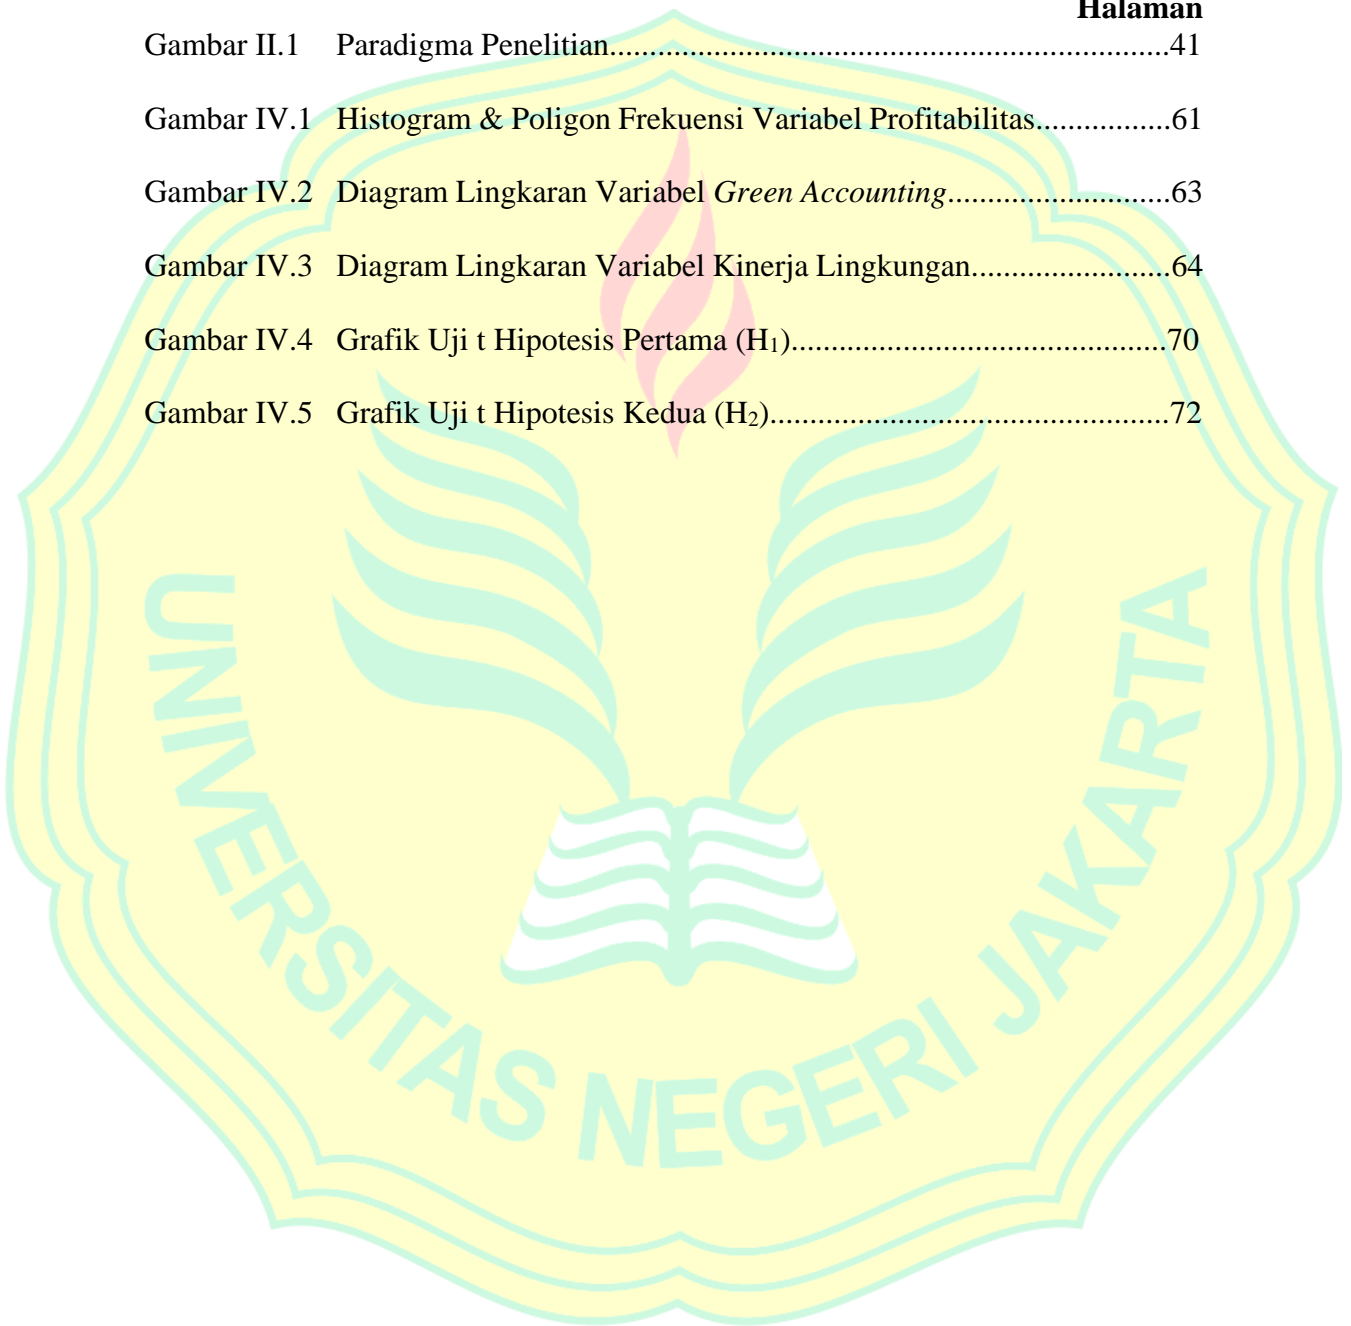 Halaman
Gambar II.1 Paradigma Penelitian......................................................................41
Gambar IV.1 Histogram & Poligon Frekuensi Variabel Profitabilitas.................61
Gambar IV.2 Diagram Lingkaran Variabel Green Accounting............................63
Gambar IV.3 Diagram Lingkaran Variabel Kinerja Lingkungan.........................64
Gambar IV.4 Grafik Uji t Hipotesis Pertama (H₁)...............................................70
Gambar IV.5 Grafik Uji t Hipotesis Kedua (H₂)..................................................72
UNIVERSITAS NEGERI JAKARTA